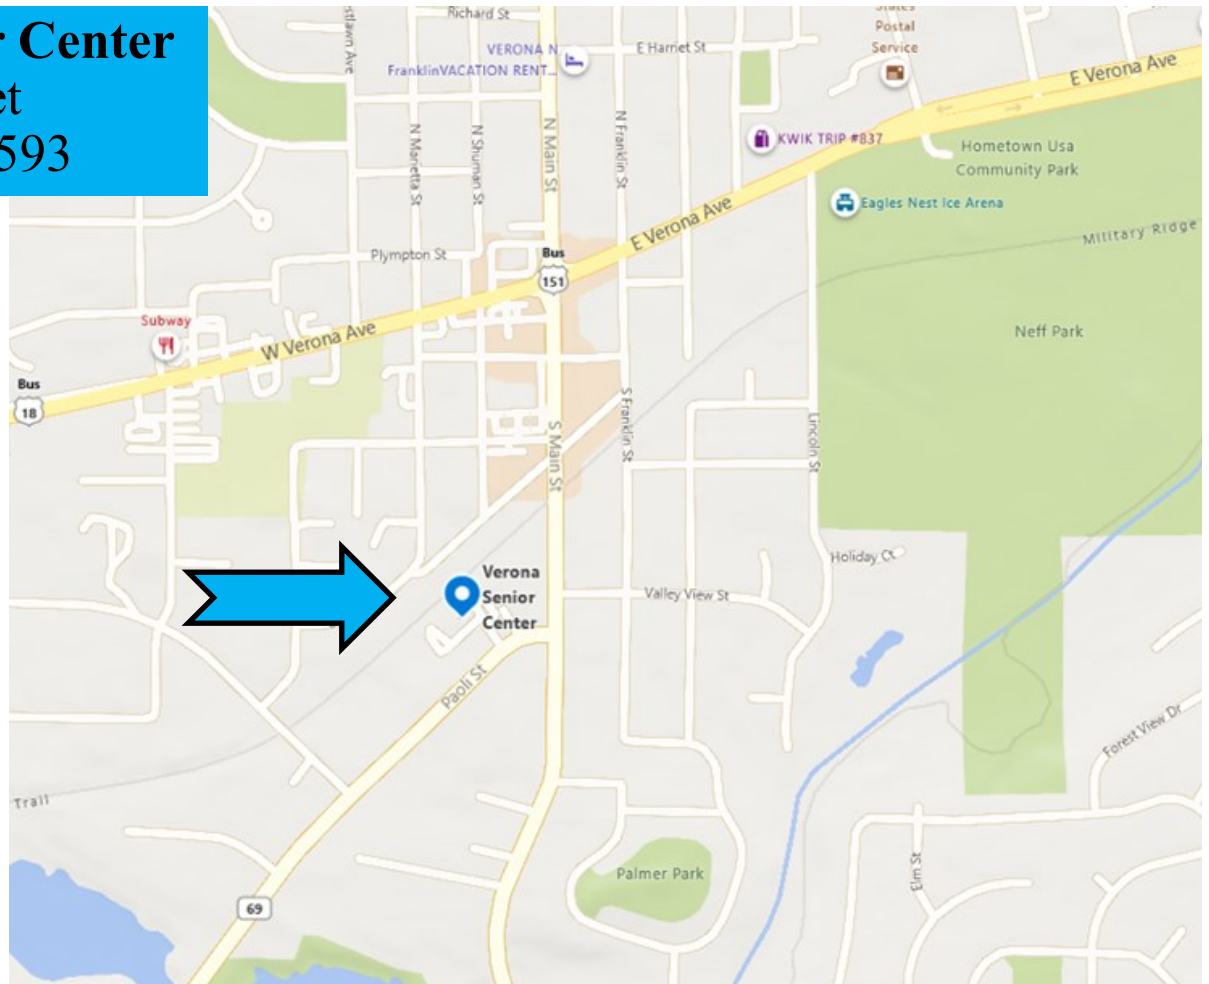 r Center
et
593
Richard St
stlawn Ave
VERONA N
FranklinVACATION RENT...
E Harriet St
States
Postal
Service
E Verona Ave
N Marietta St
N Shuman St
N Main St
N Franklin St
KWIK TRIP #837
Hometown Usa
Community Park
Eagles Nest Ice Arena
E Verona Ave
Military Ridge
Plympton St
Bus
151
Subway
W Verona Ave
Neff Park
Bus
18
S Main St
S Franklin St
Lincoln St
Holiday Ct
Verona
Senior
Center
Valley View St
Paoli St
Forest View Dr
Trail
Palmer Park
Elm St
69